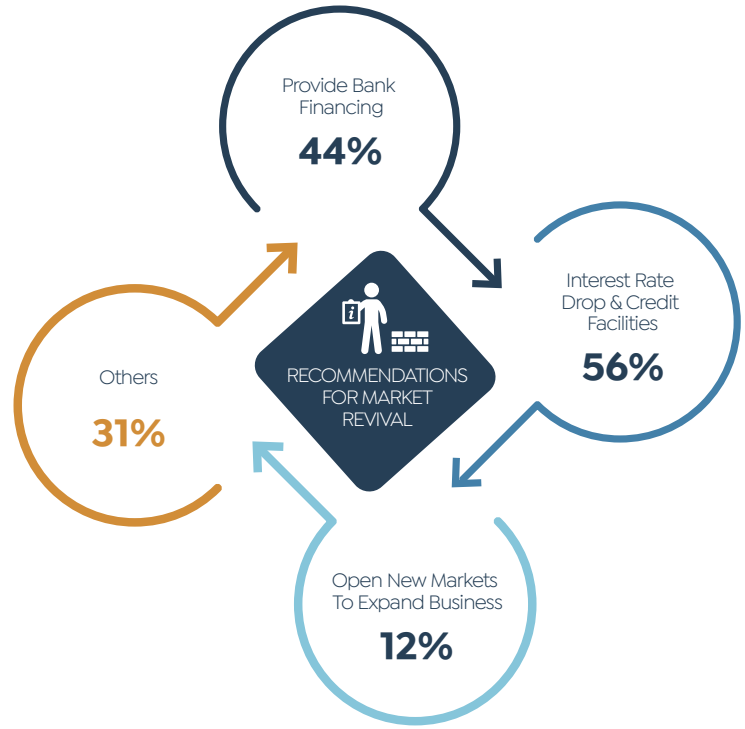 Provide Bank
Financing
44%
Interest Rate
Drop & Credit
Facilities
56%
Others
31%
i
RECOMMENDATIONS
FOR MARKET
REVIVAL
Open New Markets
To Expand Business
12%